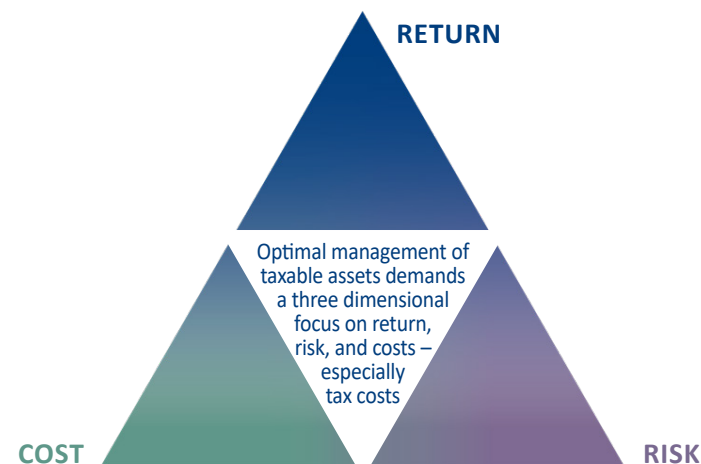 RETURN
Optimal management of
taxable assets demands
a three dimensional
focus on return,
risk, and costs –
especially
tax costs
COST
RISK